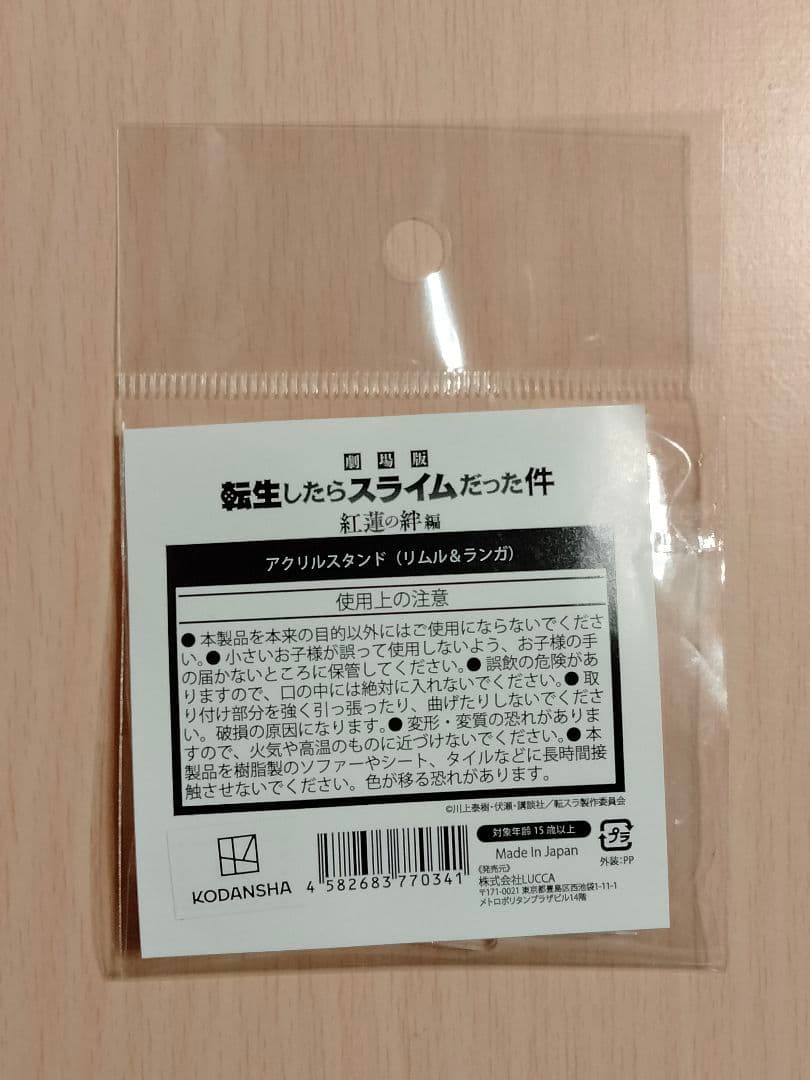 劇場版
転生したらスライムだった件
紅蓮の絆編
アクリルスタンド（リムル＆ランガ）
使用上の注意
● 本製品を本来の目的以外にはご使用にならないでくださ
い。● 小さいお子様が誤って使用しないよう、お子様の手
の届かないところに保管してください。● 誤飲の危険があ
りますので、口の中には絶対に入れないでください。● 取
り付け部分を強く引っ張ったり、曲げたりしないでくださ
い。破損の原因になります。● 変形・変質の恐れがありま
すので、火気や高温のものに近づけないでください。● 本
製品を樹脂製のソファーやシート、タイルなどに長時間接
触させないでください。色が移る恐れがあります。
©川上泰樹・伏瀬・講談社／転スラ製作委員会
KODANSHA
4 582683 770341
対象年齢 15 歳以上
Made In Japan
《発売元》
株式会社LUCCA
〒171-0021 東京都豊島区西池袋1-11-1
メトロポリタンプラザビル14階
プラ
外装:PP